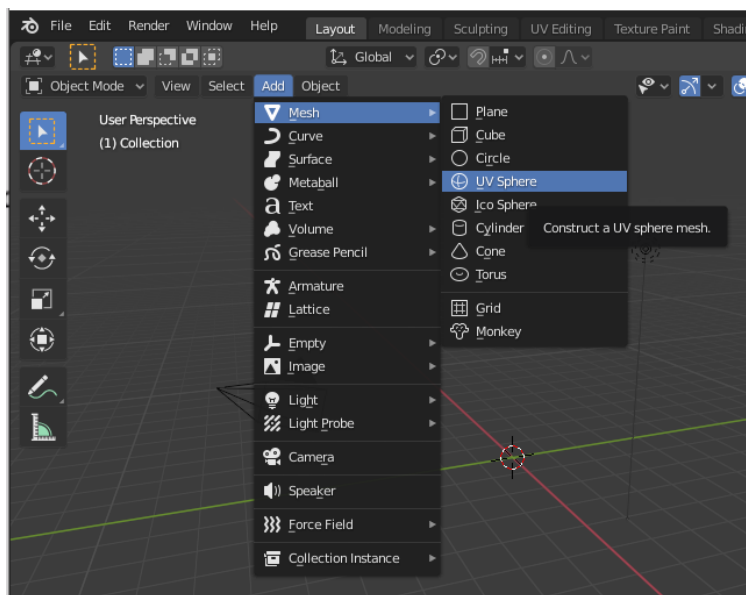 File Edit Render Window Help Layout Modeling Sculpting UV Editing Texture Paint Shadi
Global
Object Mode View Select Add Object
User Perspective
(1) Collection
Mesh
Curve
Surface
Metaball
Text
Volume
Grease Pencil
Armature
Lattice
Empty
Image
Light
Light Probe
Camera
Speaker
Force Field
Collection Instance
Plane
Cube
Circle
UV Sphere
Ico Sphere
Cylinder
Construct a UV sphere mesh.
Cone
Torus
Grid
Monkey